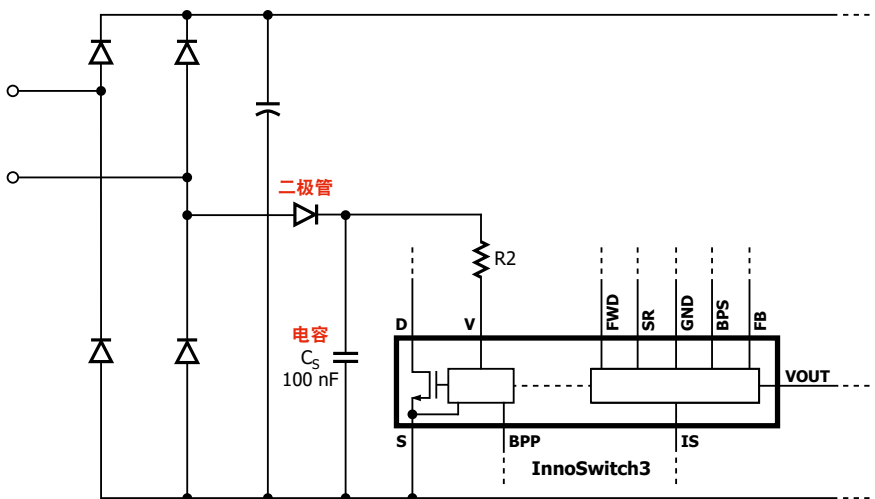 二极管
R2
D
V
FWD
SR
GND
BPS
FB
电容
CS
100 nF
VOUT
S
BPP
IS
InnoSwitch3